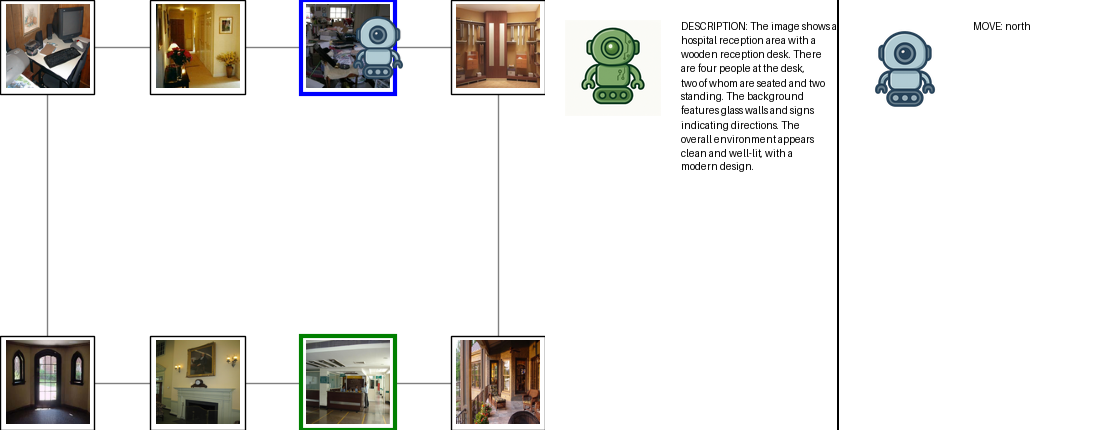 DESCRIPTION: The image shows a
hospital reception area with a
wooden reception desk. There
are four people at the desk,
two of whom are seated and two
standing. The background
features glass walls and signs
indicating directions. The
overall environment appears
clean and well-lit, with a
modern design.
MOVE: north